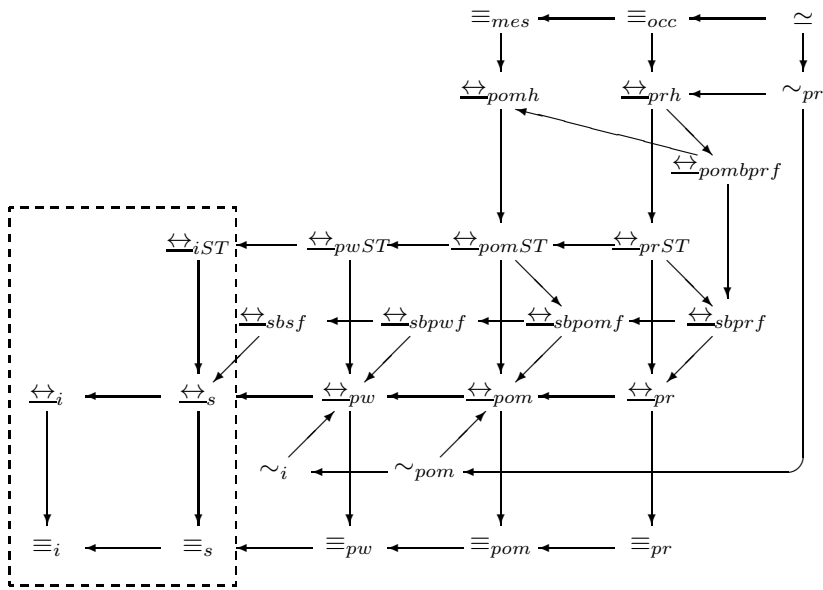 ≡mes ≡occ ≃
↔pomh ↔prh ∼pr
↔pombprf
↔iST ↔pwST ↔pomST ↔prST
↔sbsf ↔sbpwf ↔sbpomf ↔sbprf
↔i ↔s ↔pw ↔pom ↔pr
∼i ∼pom
≡i ≡s ≡pw ≡pom ≡pr